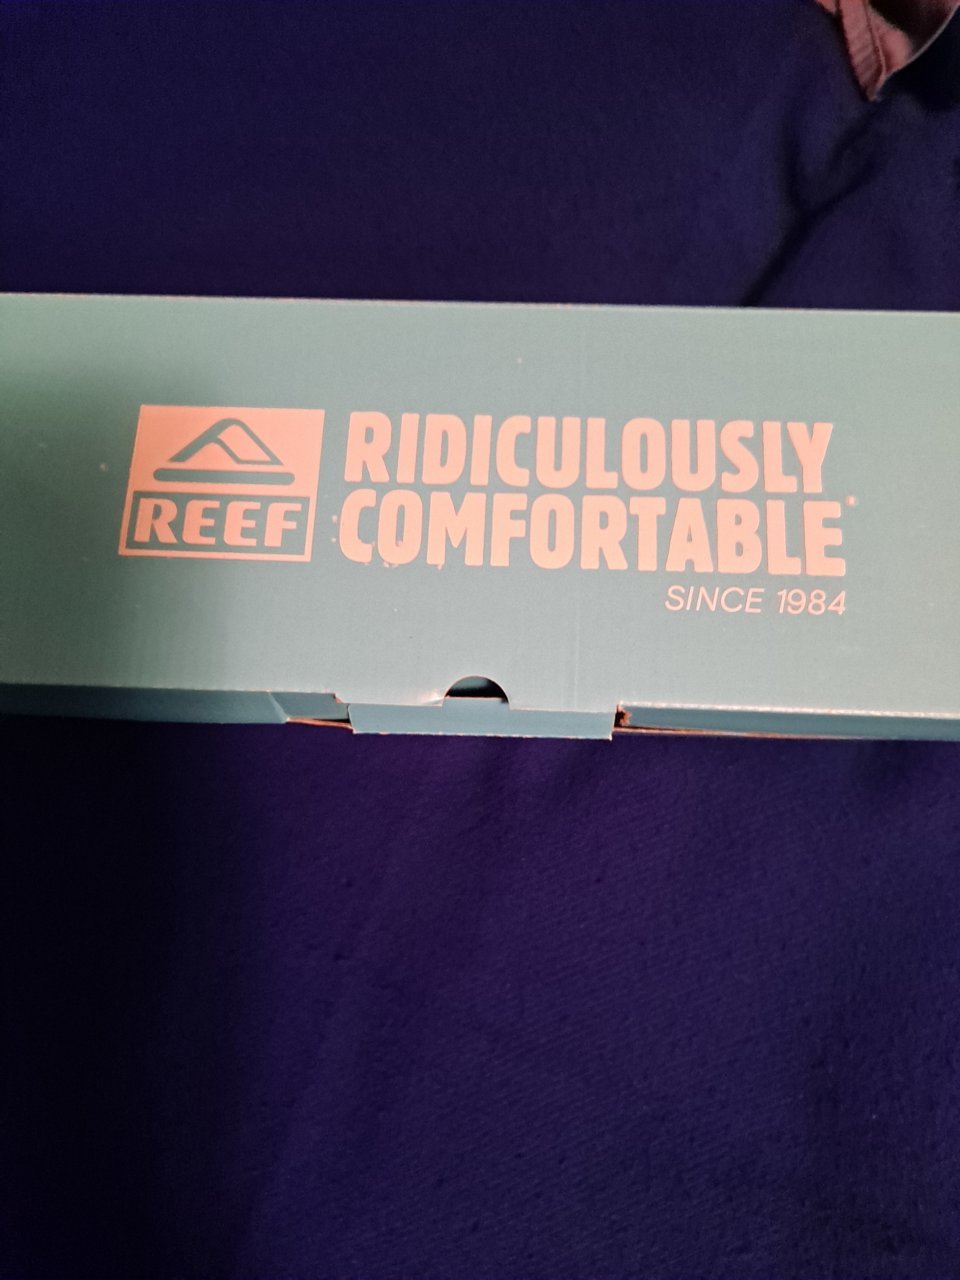 REEF
RIDICULOUSLY
COMFORTABLE
SINCE 1984